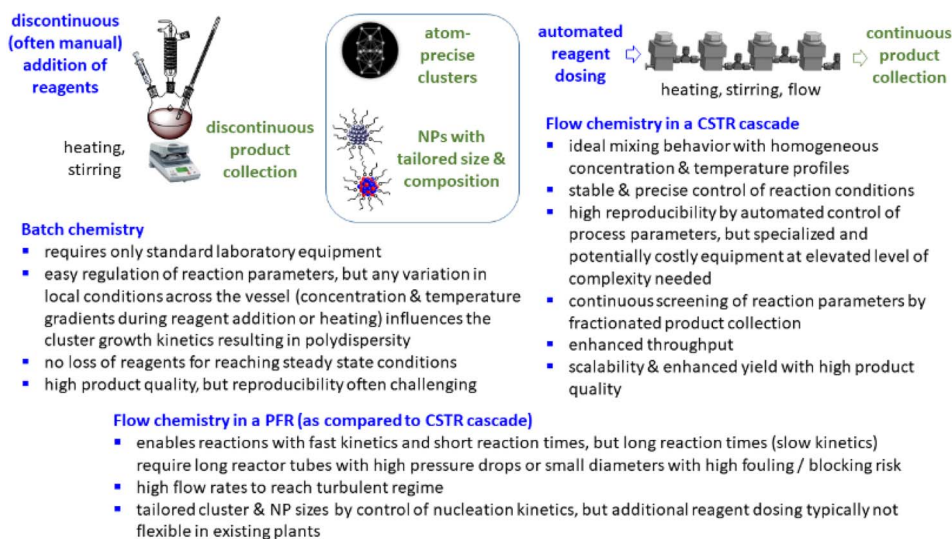 discontinuous
(often manual)
addition of
reagents
heating,
stirring
discontinuous
product
collection
atom-
precise
clusters
NPs with
tailored size &
composition
automated
reagent
dosing
continuous
product
collection
heating, stirring, flow
Batch chemistry
▪ requires only standard laboratory equipment
▪ easy regulation of reaction parameters, but any variation in
local conditions across the vessel (concentration & temperature
gradients during reagent addition or heating) influences the
cluster growth kinetics resulting in polydispersity
▪ no loss of reagents for reaching steady state conditions
▪ high product quality, but reproducibility often challenging
Flow chemistry in a CSTR cascade
▪ ideal mixing behavior with homogeneous
concentration & temperature profiles
▪ stable & precise control of reaction conditions
▪ high reproducibility by automated control of
process parameters, but specialized and
potentially costly equipment at elevated level of
complexity needed
▪ continuous screening of reaction parameters by
fractionated product collection
▪ enhanced throughput
▪ scalability & enhanced yield with high product
quality
Flow chemistry in a PFR (as compared to CSTR cascade)
▪ enables reactions with fast kinetics and short reaction times, but long reaction times (slow kinetics)
require long reactor tubes with high pressure drops or small diameters with high fouling / blocking risk
▪ high flow rates to reach turbulent regime
▪ tailored cluster & NP sizes by control of nucleation kinetics, but additional reagent dosing typically not
flexible in existing plants